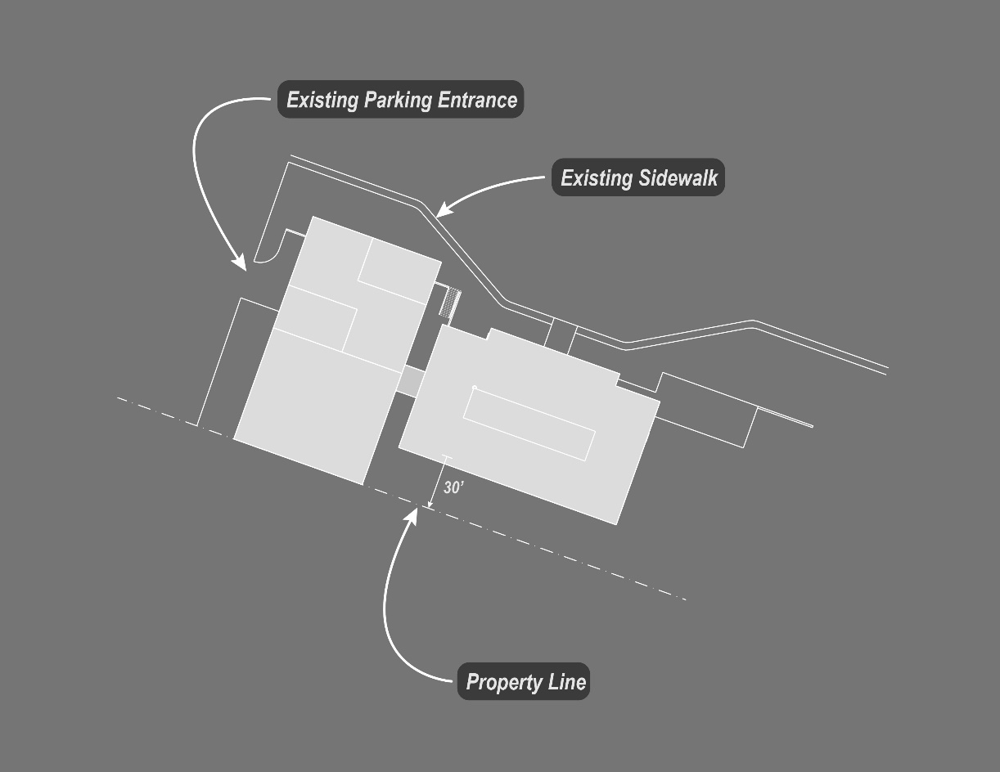 Existing Parking Entrance
Existing Sidewalk
30’
Property Line